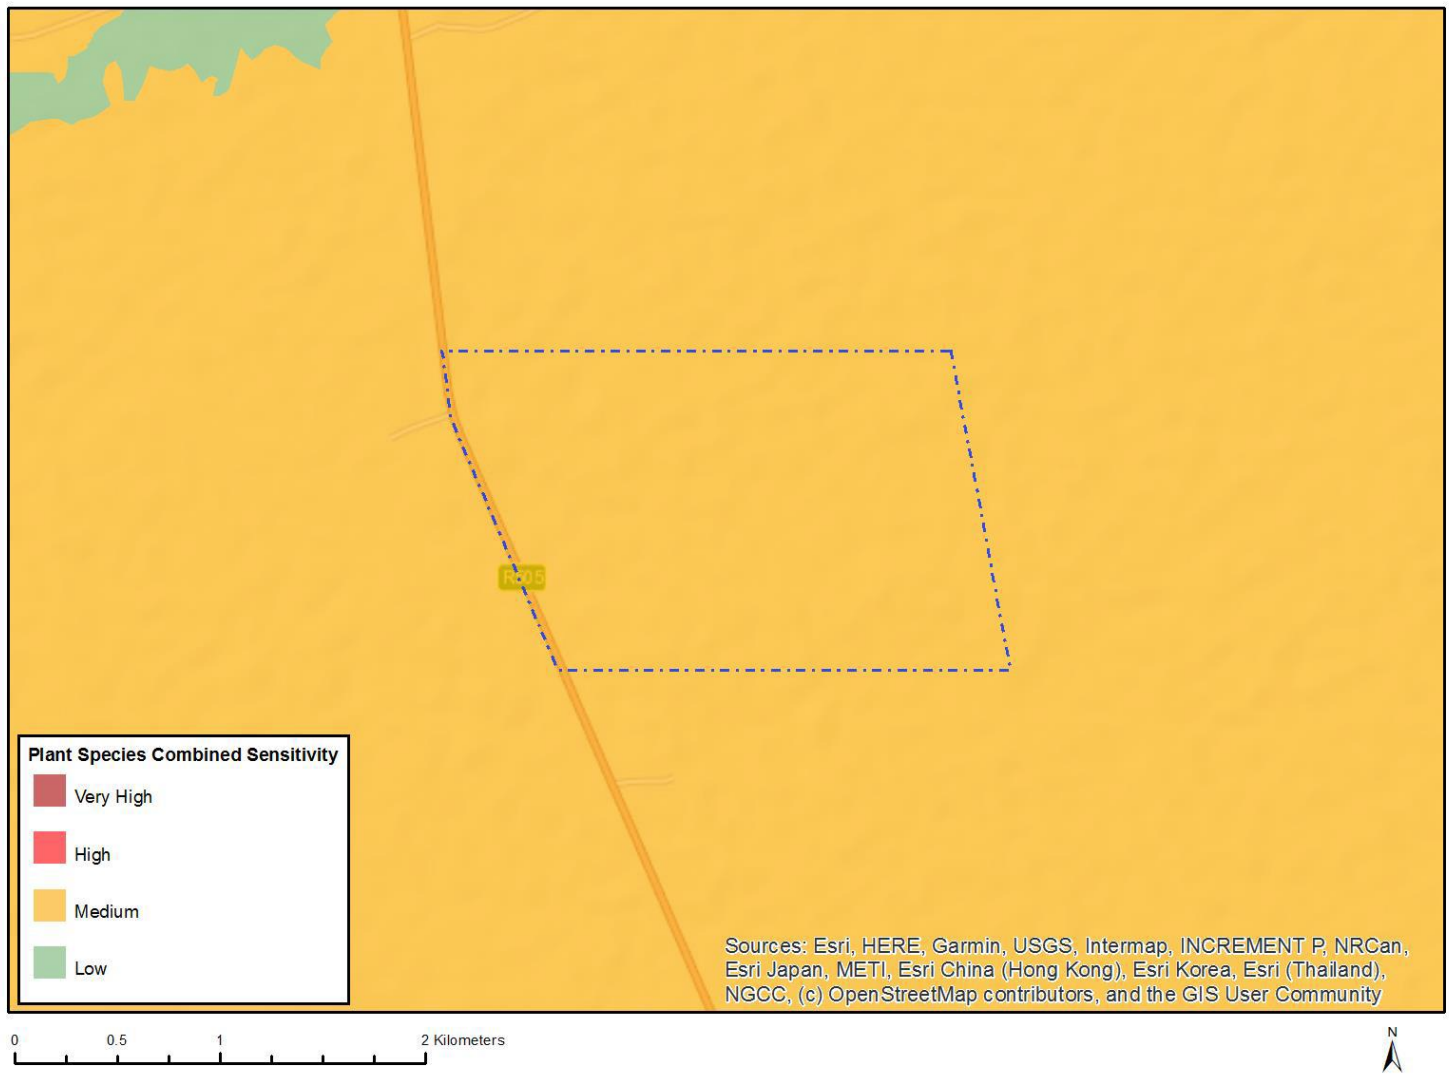 Plant Species Combined Sensitivity
Very High
High
Medium
Low
Sources: Esri, HERE, Garmin, USGS, Intermap, INCREMENT P, NRCan,
Esri Japan, METI, Esri China (Hong Kong), Esri Korea, Esri (Thailand),
NGCC, (c) OpenStreetMap contributors, and the GIS User Community
0 0.5 1 2 Kilometers
N